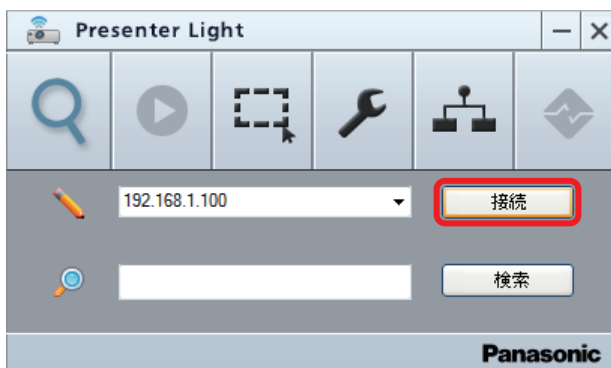 Presenter Light
192.168.1.100
接続
検索
Panasonic